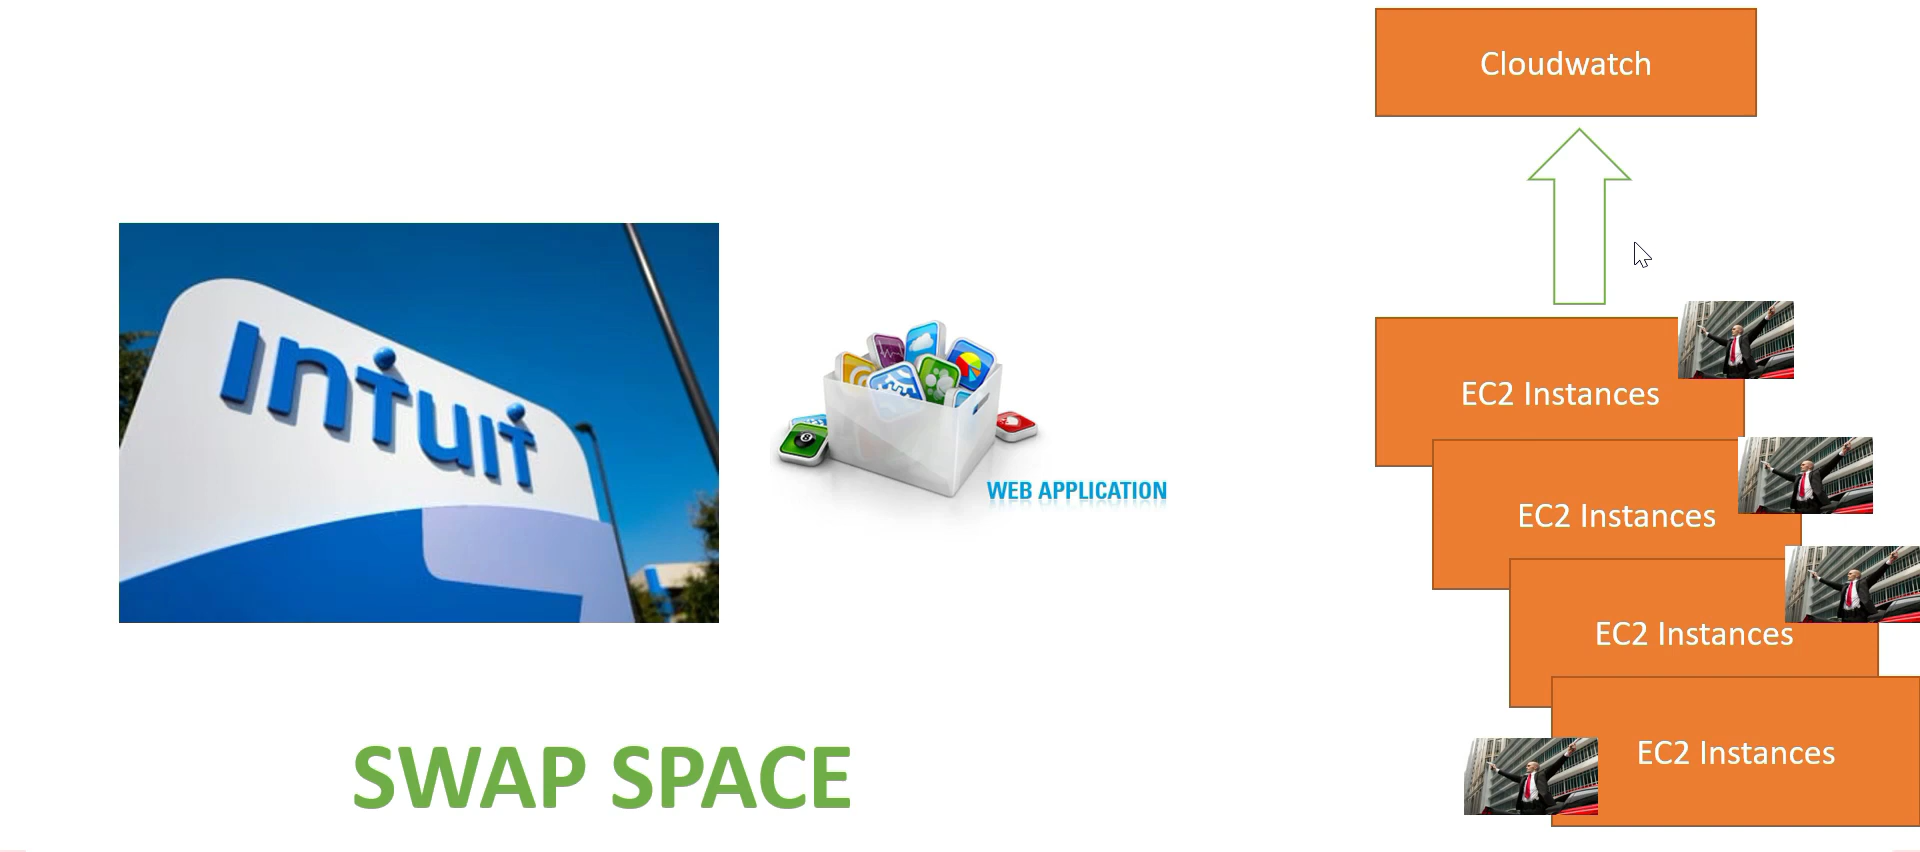 Cloudwatch
intuit
WEB APPLICATION
EC2 Instances
EC2 Instances
EC2 Instances
EC2 Instances
SWAP SPACE